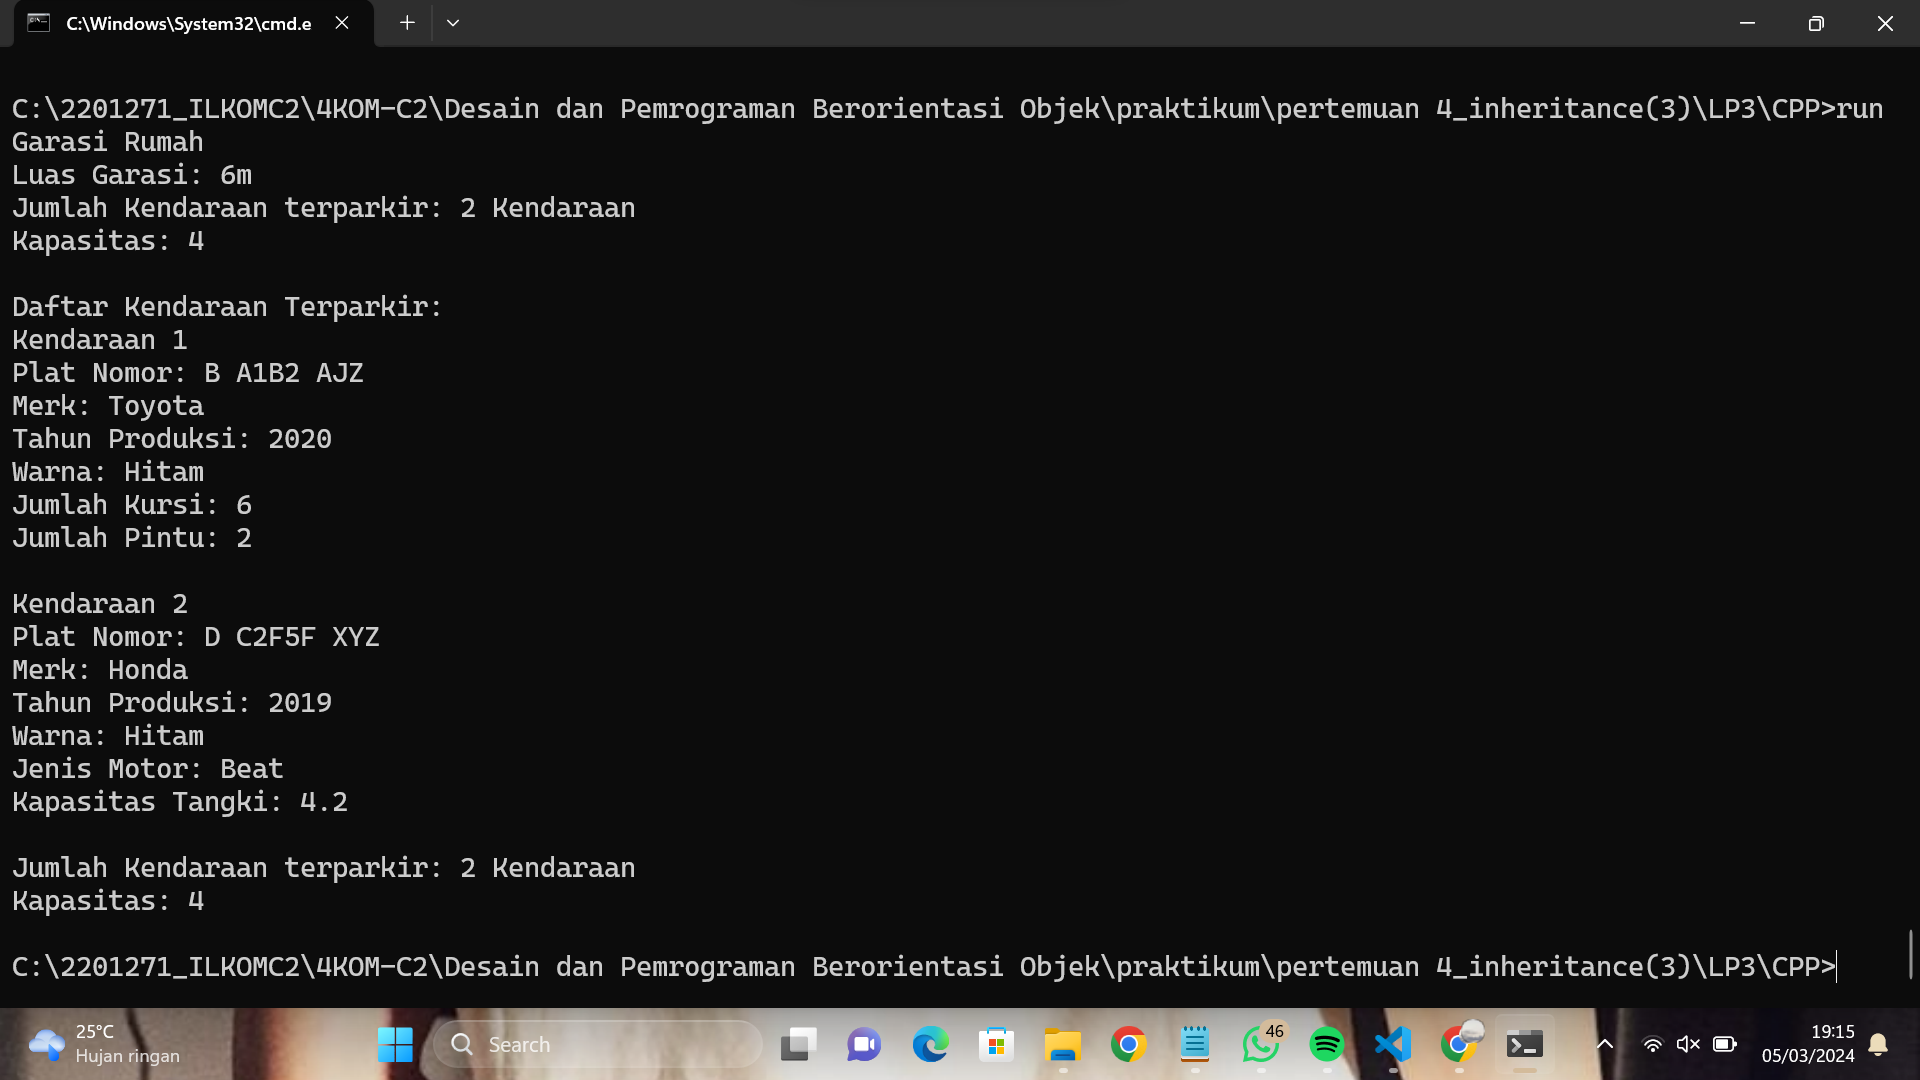 C:\Windows\System32\cmd.e
C:\2201271_ILKOMC2\4KOM-C2\Desain dan Pemrograman Berorientasi Objek\praktikum\pertemuan 4_inheritance(3)\LP3\CPP>run
Garasi Rumah
Luas Garasi: 6m
Jumlah Kendaraan terparkir: 2 Kendaraan
Kapasitas: 4
Daftar Kendaraan Terparkir:
Kendaraan 1
Plat Nomor: B A1B2 AJZ
Merk: Toyota
Tahun Produksi: 2020
Warna: Hitam
Jumlah Kursi: 6
Jumlah Pintu: 2
Kendaraan 2
Plat Nomor: D C2F5F XYZ
Merk: Honda
Tahun Produksi: 2019
Warna: Hitam
Jenis Motor: Beat
Kapasitas Tangki: 4.2
Jumlah Kendaraan terparkir: 2 Kendaraan
Kapasitas: 4
C:\2201271_ILKOMC2\4KOM-C2\Desain dan Pemrograman Berorientasi Objek\praktikum\pertemuan 4_inheritance(3)\LP3\CPP>
25°C
Hujan ringan
Search
46
19:15
05/03/2024